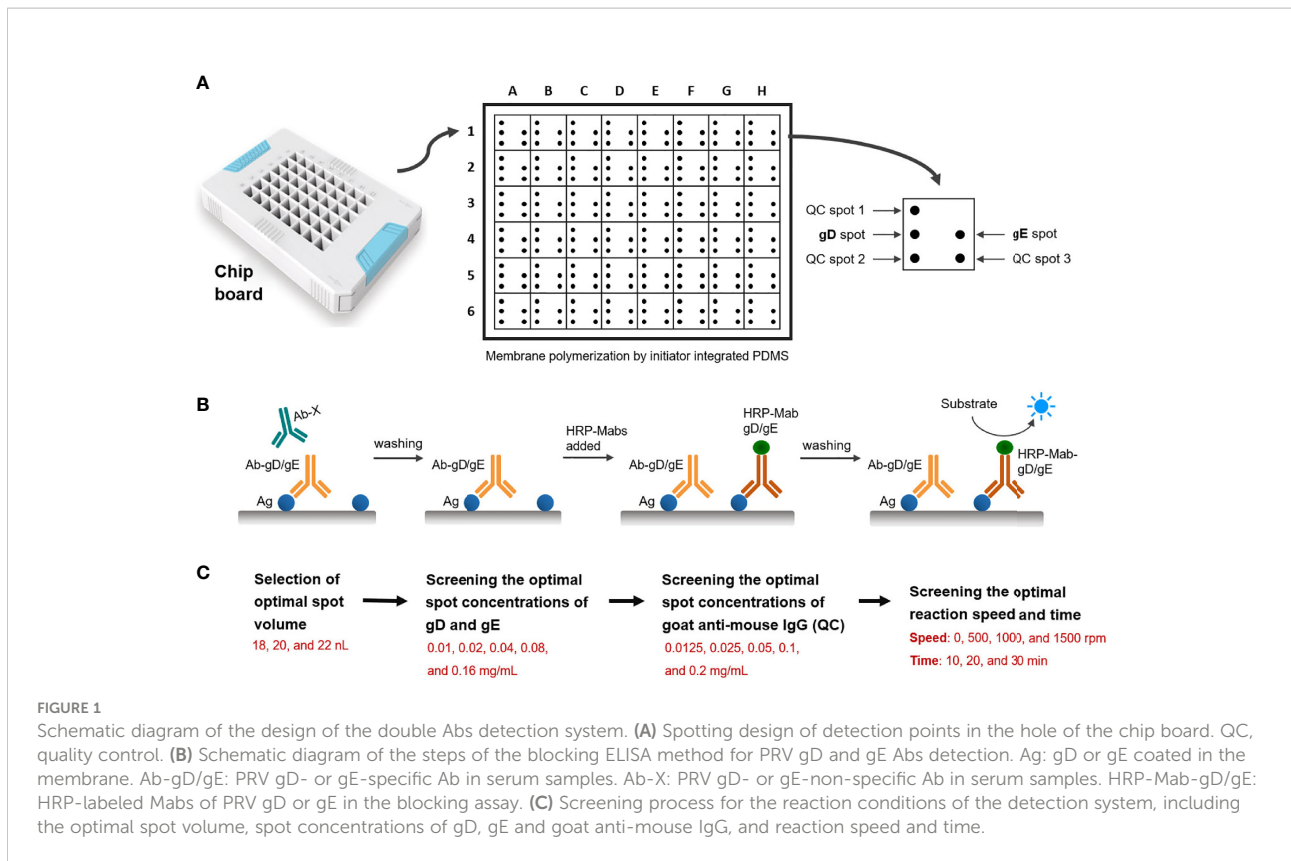 A
A B C D E F G H
1
2
3
4
5
6
Chip
board
QC spot 1
gD spot
QC spot 2
gE spot
QC spot 3
Membrane polymerization by initiator integrated PDMS
B
Ab-X
Ab-gD/gE
Ag
washing
Ab-gD/gE
Ag
HRP-Mabs
added
HRP-Mab
gD/gE
Ab-gD/gE
Ag
washing
Substrate
Ab-gD/gE
HRP-Mab-
gD/gE
Ag
C
Selection of
optimal spot
volume
18, 20, and 22 nL
Screening the optimal
spot concentrations of
gD and gE
0.01, 0.02, 0.04, 0.08,
and 0.16 mg/mL
Screening the optimal
spot concentrations of
goat anti-mouse IgG (QC)
0.0125, 0.025, 0.05, 0.1,
and 0.2 mg/mL
Screening the optimal
reaction speed and time
Speed: 0, 500, 1000, and 1500 rpm
Time: 10, 20, and 30 min
FIGURE 1
Schematic diagram of the design of the double Abs detection system. (A) Spotting design of detection points in the hole of the chip board. QC,
quality control. (B) Schematic diagram of the steps of the blocking ELISA method for PRV gD and gE Abs detection. Ag: gD or gE coated in the
membrane. Ab-gD/gE: PRV gD- or gE-specific Ab in serum samples. Ab-X: PRV gD- or gE-non-specific Ab in serum samples. HRP-Mab-gD/gE:
HRP-labeled Mabs of PRV gD or gE in the blocking assay. (C) Screening process for the reaction conditions of the detection system, including
the optimal spot volume, spot concentrations of gD, gE and goat anti-mouse IgG, and reaction speed and time.